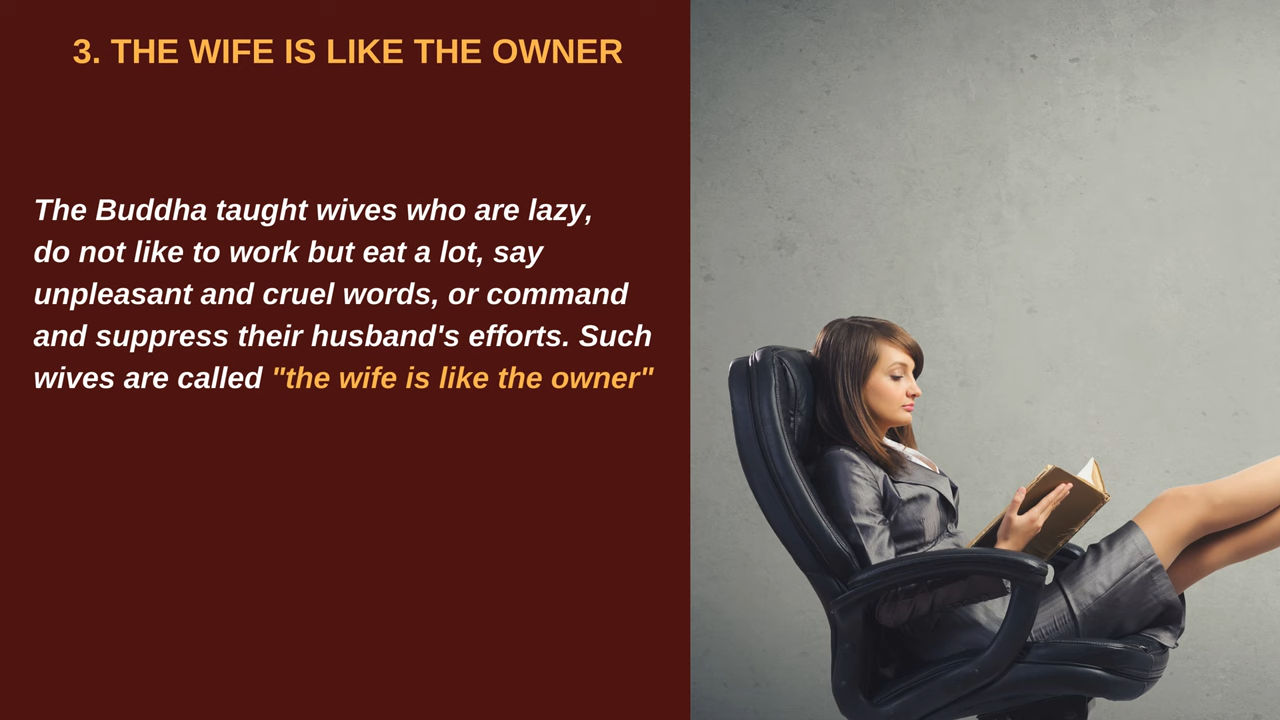 3. THE WIFE IS LIKE THE OWNER
The Buddha taught wives who are lazy,
do not like to work but eat a lot, say
unpleasant and cruel words, or command
and suppress their husband's efforts. Such
wives are called "the wife is like the owner"